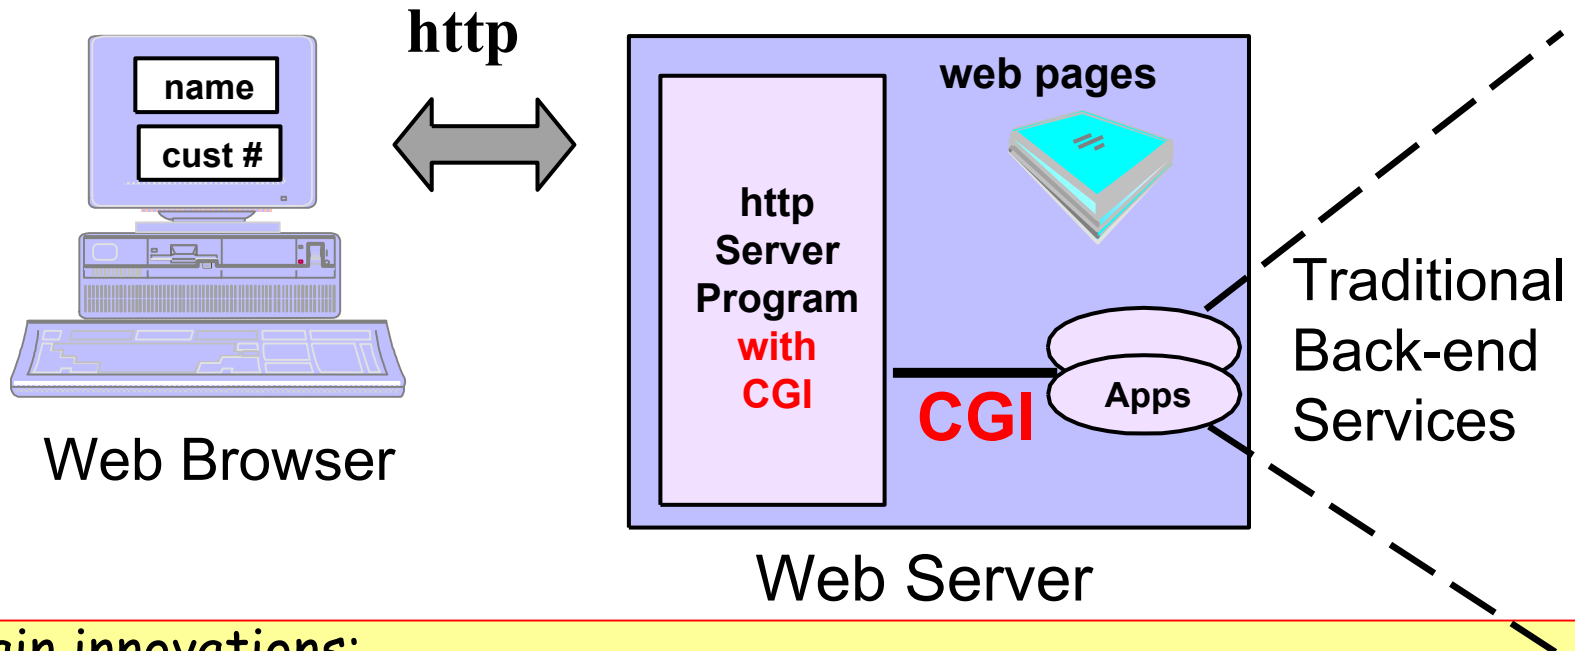 http
name
cust #
Web Browser
web pages
http
Server
Program
with
CGI
CGI
Apps
Web Server
Traditional
Back-end
Services
innovations: